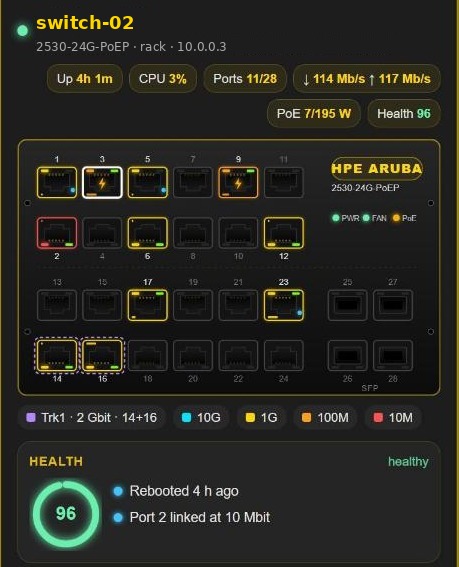 switch-02
2530-24G-PoEP · rack · 10.0.0.3
Up 4h 1m CPU 3% Ports 11/28 ↓ 114 Mb/s ↑ 117 Mb/s
PoE 7/195 W Health 96
1 3 5 7 9 11
HPE ARUBA
2530-24G-PoEP
PWR FAN PoE
2 4 6 8 10 12
13 15 17 19 21 23 25 27
14 16 18 20 22 24 26 28
SFP
Trk1 · 2 Gbit · 14+16 10G 1G 100M 10M
HEALTH healthy
96
Rebooted 4 h ago
Port 2 linked at 10 Mbit